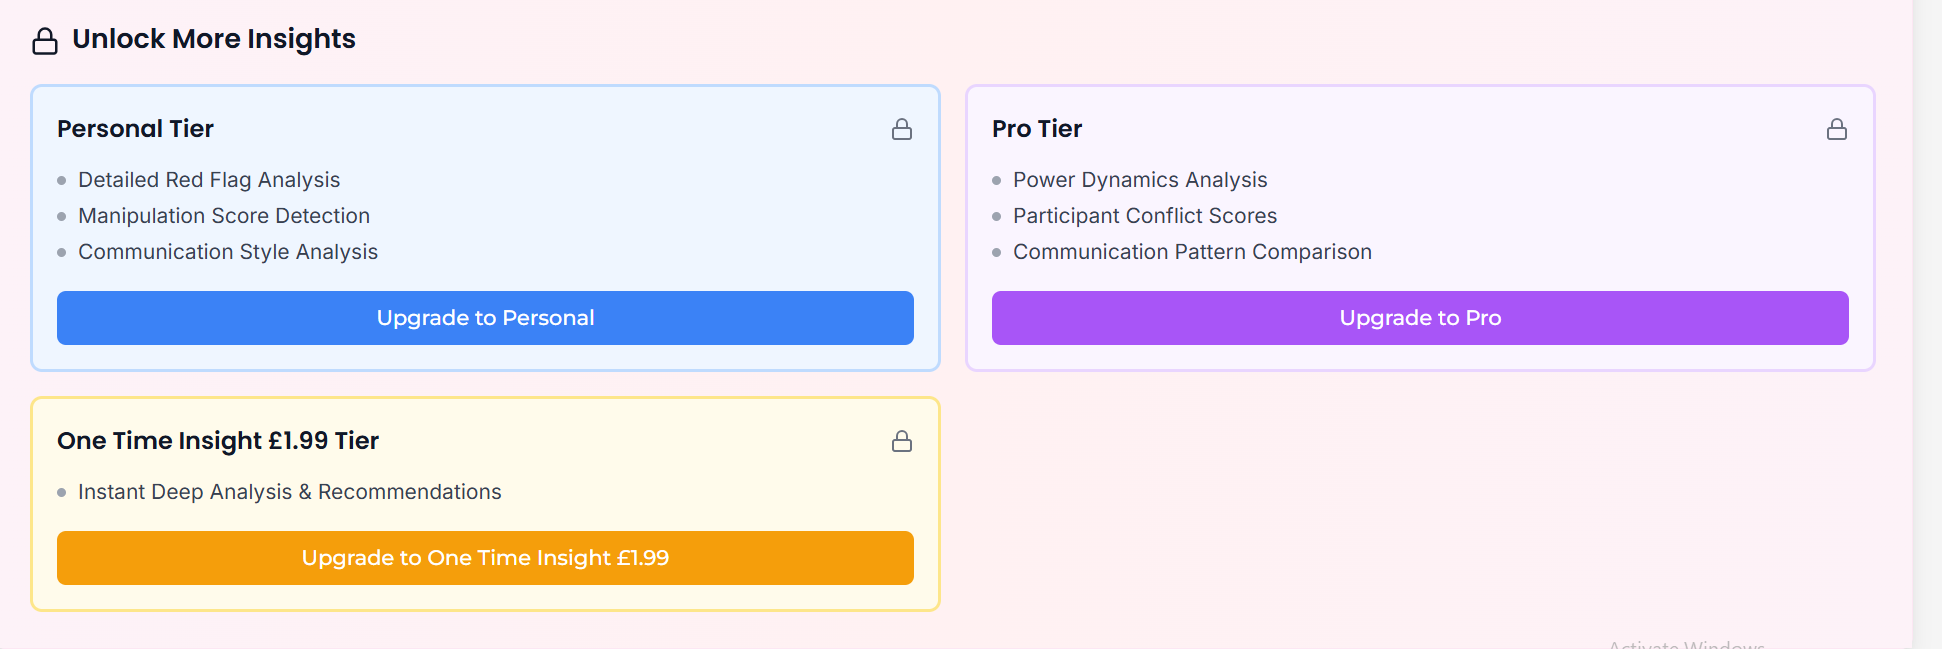 Unlock More Insights
Personal Tier
Detailed Red Flag Analysis
Manipulation Score Detection
Communication Style Analysis
Upgrade to Personal
Pro Tier
Power Dynamics Analysis
Participant Conflict Scores
Communication Pattern Comparison
Upgrade to Pro
One Time Insight £1.99 Tier
Instant Deep Analysis & Recommendations
Upgrade to One Time Insight £1.99
Activate Windows